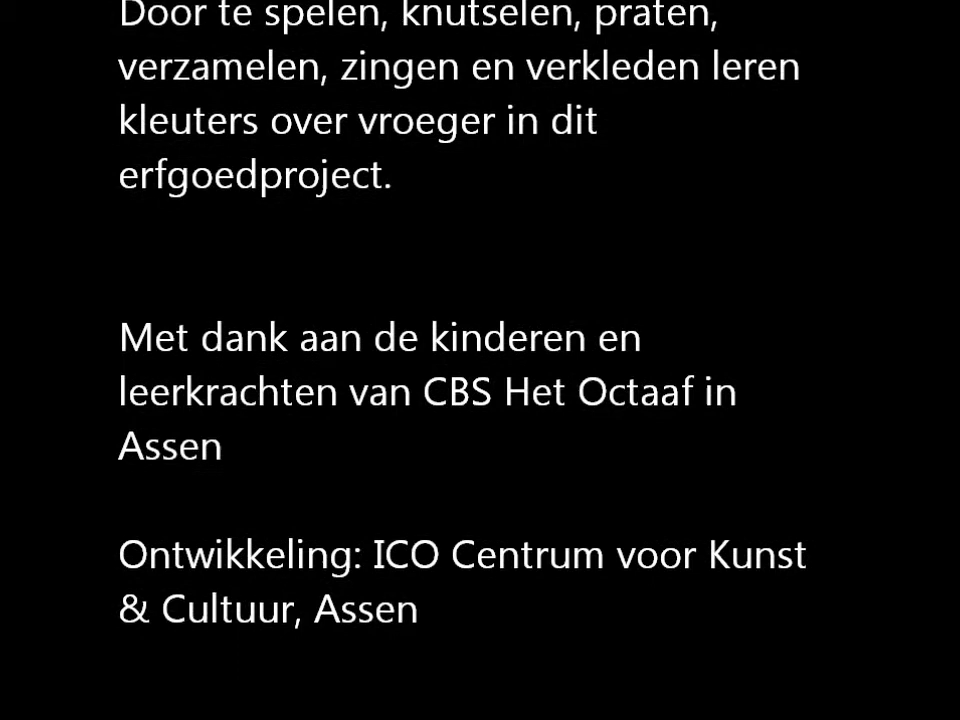 Door te spelen, knutselen, praten,
verzamelen, zingen en verkleden leren
kleuters over vroeger in dit
erfgoedproject.
Met dank aan de kinderen en
leerkrachten van CBS Het Octaaf in
Assen
Ontwikkeling: ICO Centrum voor Kunst
& Cultuur, Assen